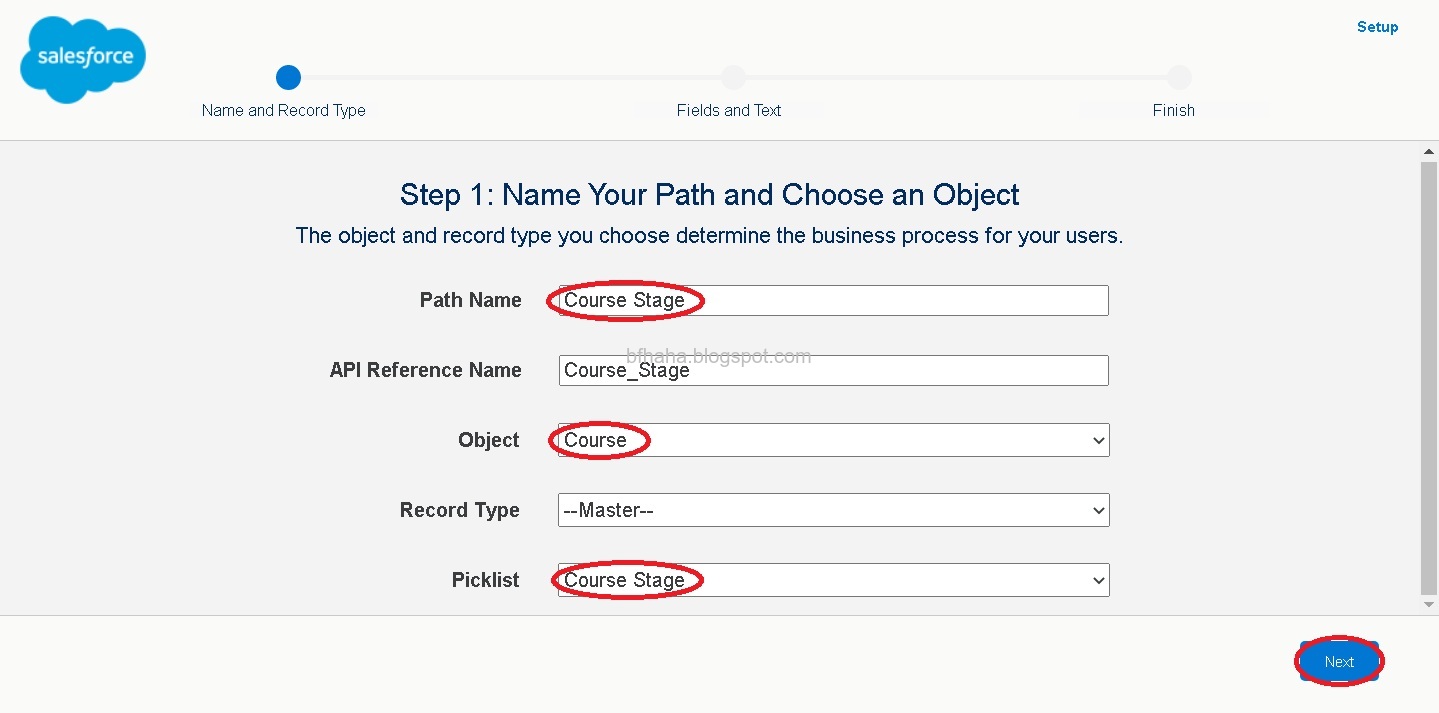 salesforce
Setup
Name and Record Type
Fields and Text
Finish
Step 1: Name Your Path and Choose an Object
The object and record type you choose determine the business process for your users.
Path Name Course Stage
bfhaha.blogspot.com
API Reference Name Course_Stage
Object Course
Record Type --Master--
Picklist Course Stage
Next